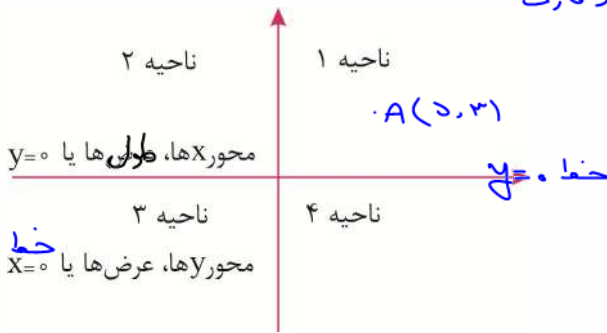 ناحیه ۲
ناحیه ۱
A(۵,۳)
محورxها، طول‌ها یا y=۰
خط y=۰
ناحیه ۳
ناحیه ۴
خط
محورyها، عرض‌ها یا x=۰